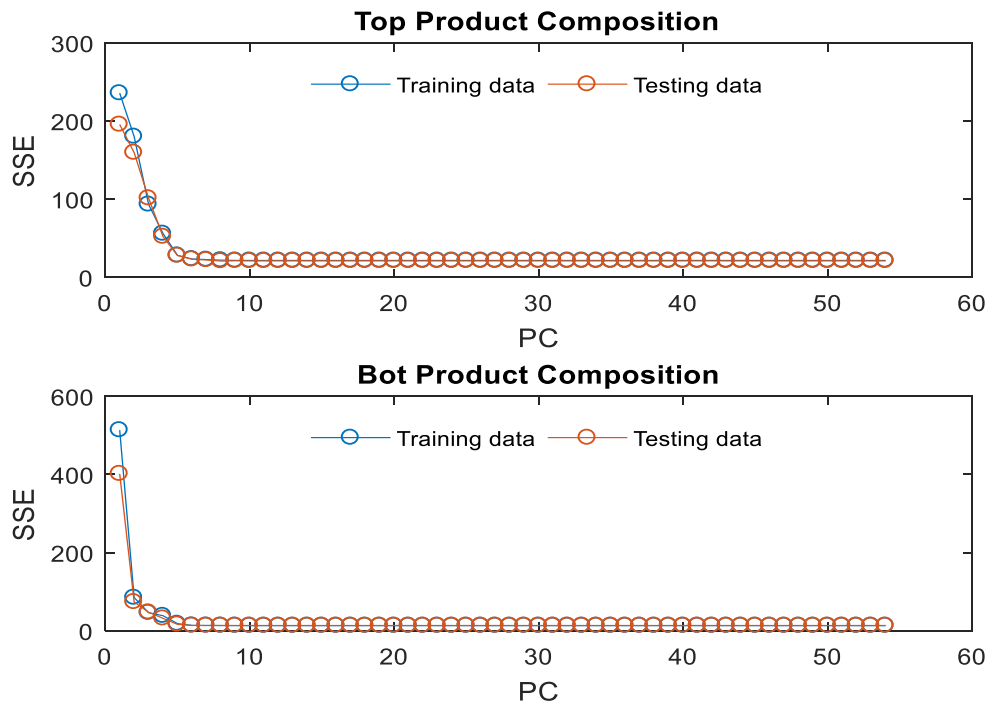 Top Product Composition
300
200
100
0
SSE
Training data
Testing data
0 10 20 30 40 50 60
PC
Bot Product Composition
600
400
200
0
SSE
Training data
Testing data
0 10 20 30 40 50 60
PC